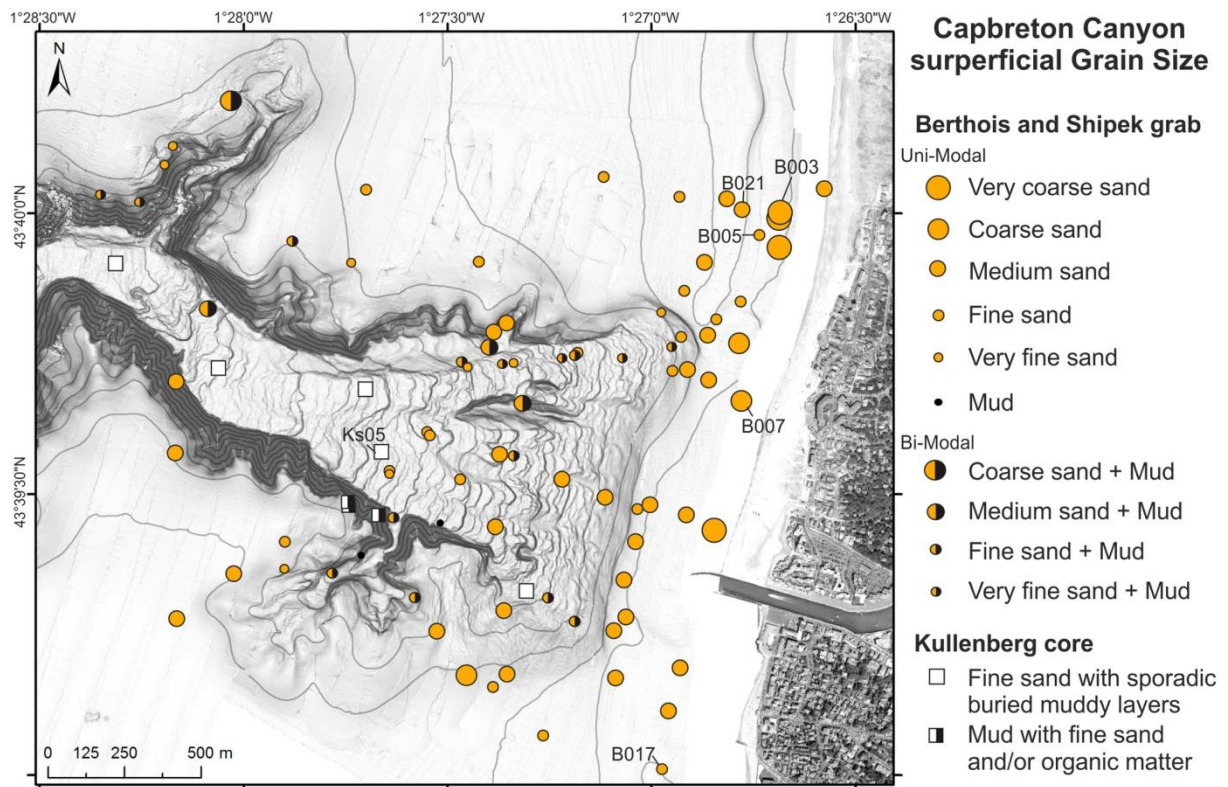 1°28'30"W
1°28'0"W
1°27'30"W
1°27'0"W
1°26'30"W
N
43°40'0"N
43°39'30"N
B003
B021
B005
B007
Ks05
B017
0 125 250 500 m
Capbreton Canyon
surperficial Grain Size
Berthois and Shipek grab
Uni-Modal
Very coarse sand
Coarse sand
Medium sand
Fine sand
Very fine sand
Mud
Bi-Modal
Coarse sand + Mud
Medium sand + Mud
Fine sand + Mud
Very fine sand + Mud
Kullenberg core
Fine sand with sporadic
buried muddy layers
Mud with fine sand
and/or organic matter